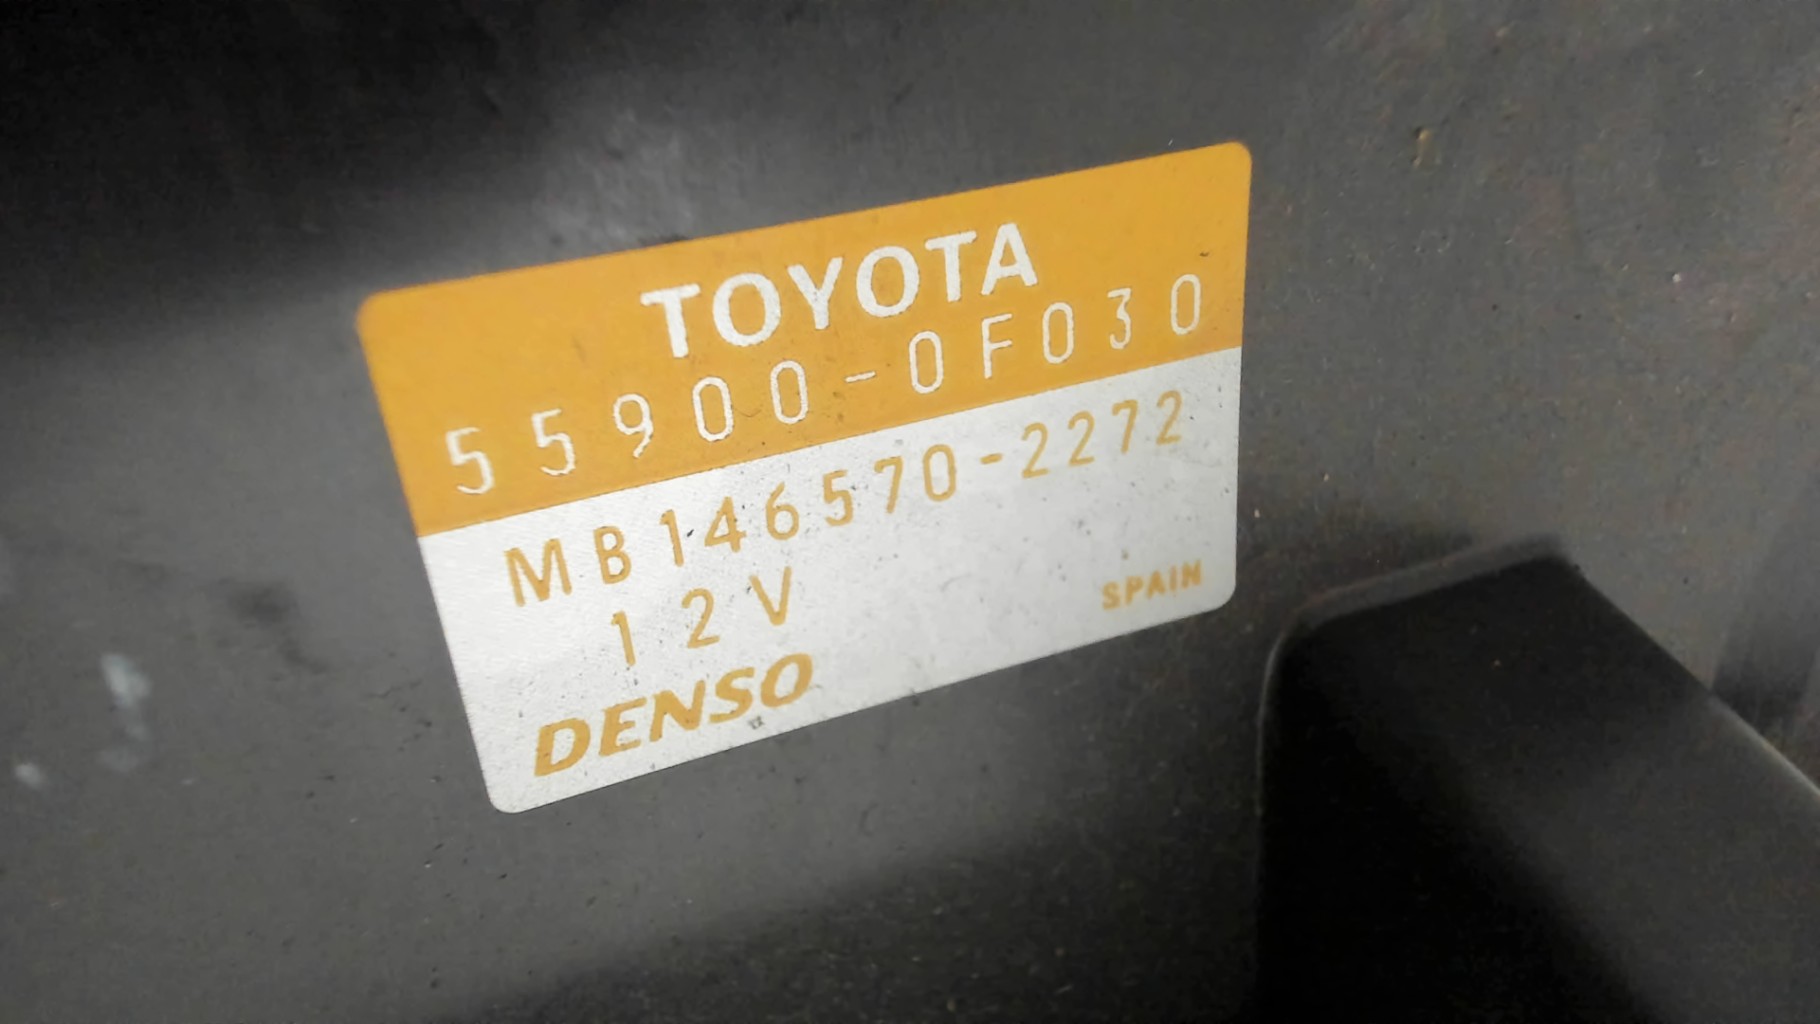 TOYOTA
55900-0F030
MB146570-2272
12V
SPAIN
DENSO